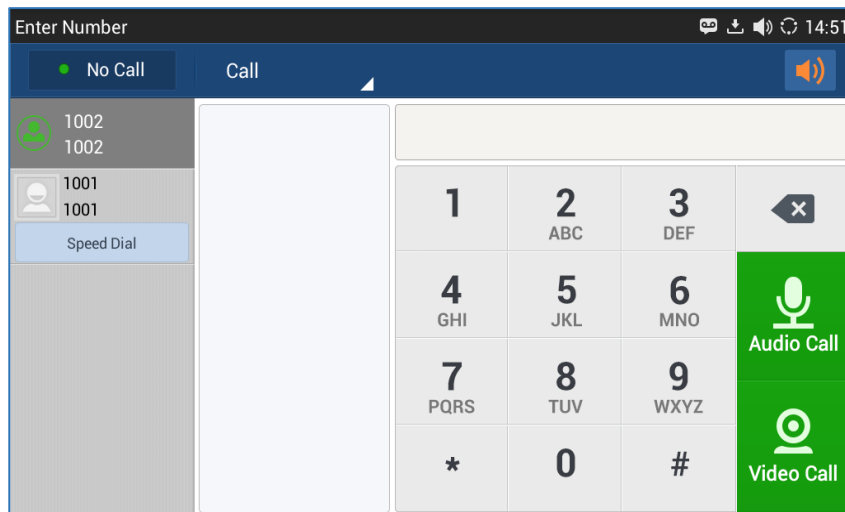 Enter Number 14:51
No Call Call
1002
1002
1001
1001
Speed Dial
1 2 3
ABC DEF
4 5 6
GHI JKL MNO
Audio Call
7 8 9
PQRS TUV WXYZ
* 0 #
Video Call